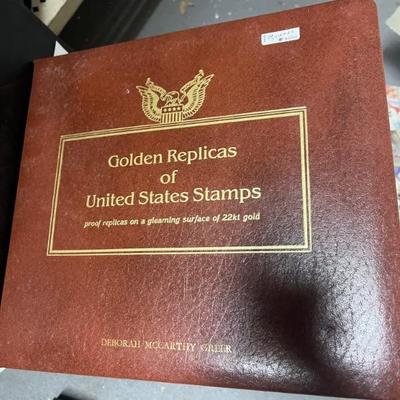 Golden Replicas
of
United States Stamps
proof replicas on a gleaming surface of 22kt gold
DEBORAH MCCARTHY GREER